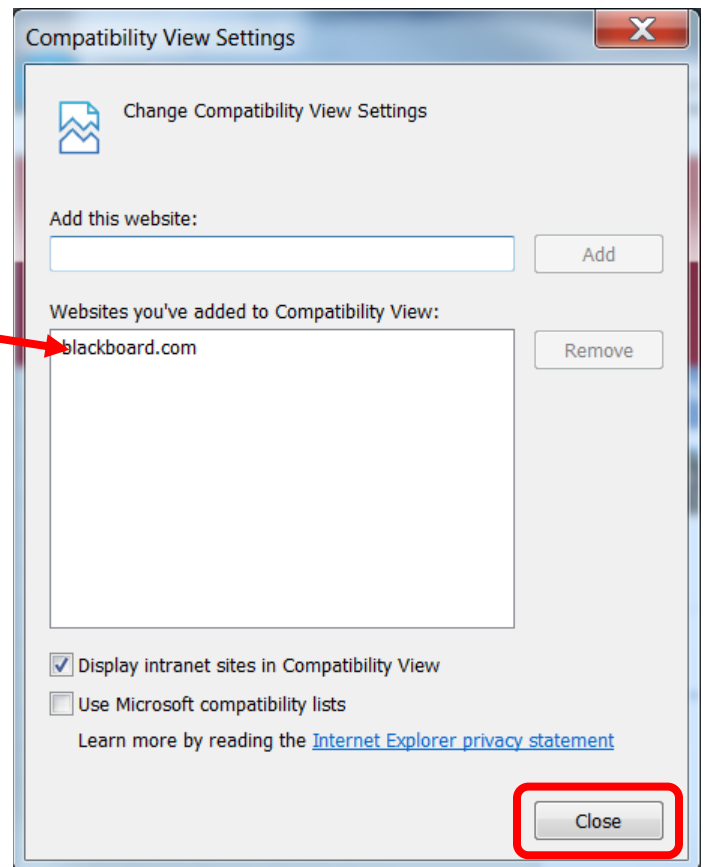 Compatibility View Settings
Change Compatibility View Settings
Add this website:
Add
Websites you've added to Compatibility View:
blackboard.com
Remove
Display intranet sites in Compatibility View
Use Microsoft compatibility lists
Learn more by reading the Internet Explorer privacy statement
Close